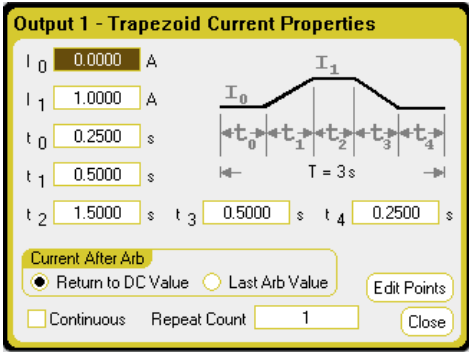 Output 1 - Trapezoid Current Properties
I 0 0.0000 A
I 1 1.0000 A
t 0 0.2500 s
t 1 0.5000 s
t 2 1.5000 s t 3 0.5000 s t 4 0.2500 s
I0 I1
t0 t1 t2 t3 t4
T = 3 s
Current After Arb
Return to DC Value Last Arb Value
Edit Points
Continuous Repeat Count 1
Close